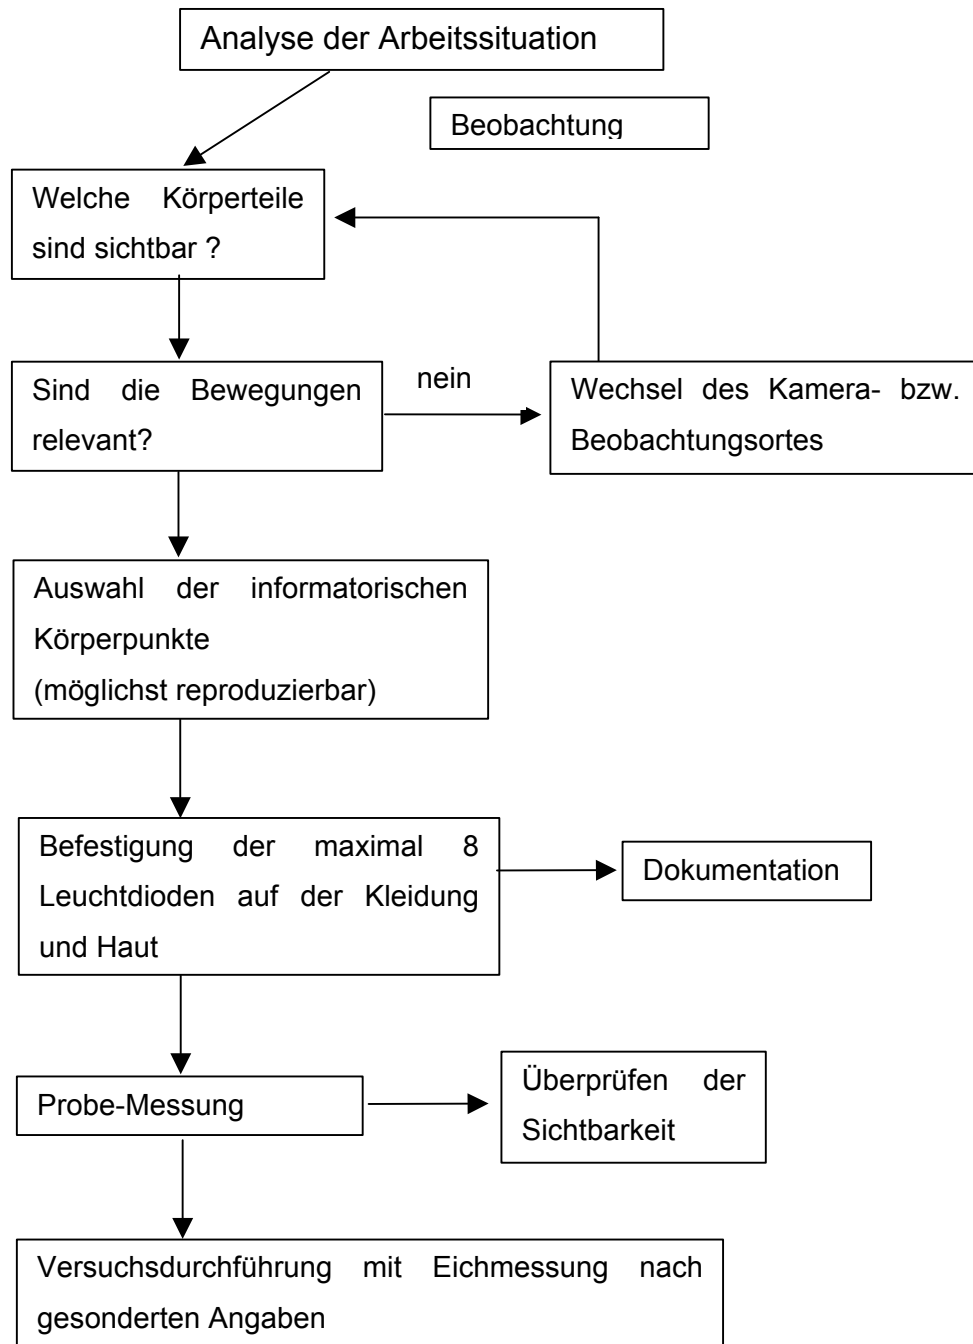 Analyse der Arbeitssituation
Beobachtung
Welche Körperteile
sind sichtbar ?
Sind die Bewegungen
relevant?
nein
Wechsel des Kamera- bzw.
Beobachtungsortes
Auswahl der informatorischen
Körperpunkte
(möglichst reproduzierbar)
Befestigung der maximal 8
Leuchtdioden auf der Kleidung
und Haut
Dokumentation
Probe-Messung
Überprüfen der
Sichtbarkeit
Versuchsdurchführung mit Eichmessung nach
gesonderten Angaben